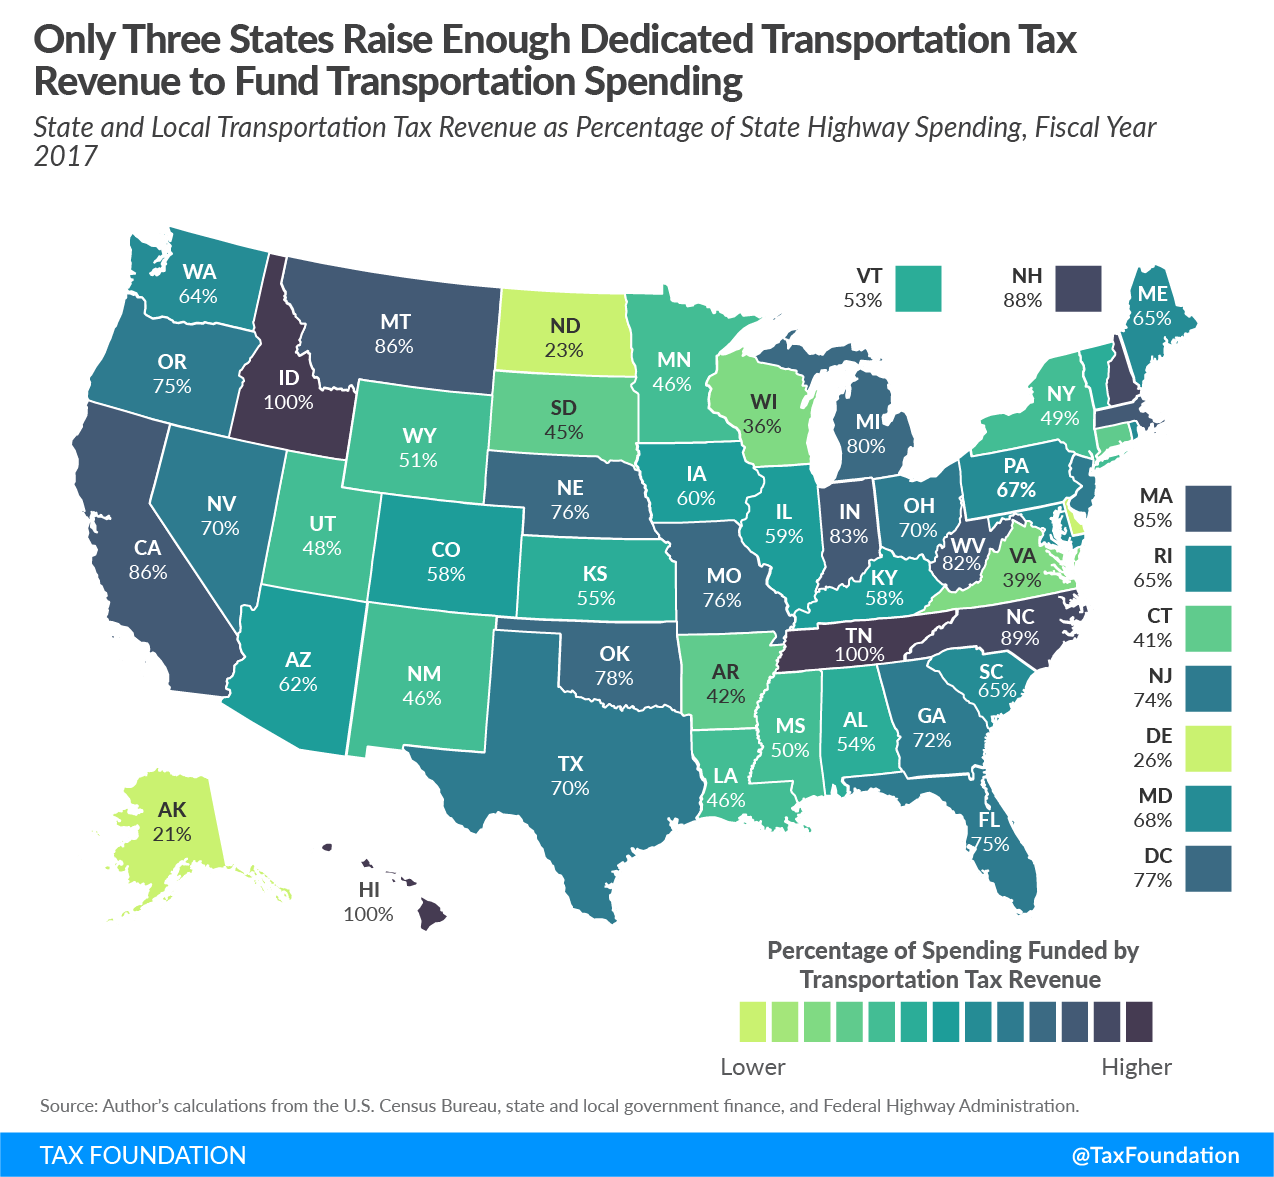 Only Three States Raise Enough Dedicated Transportation Tax
Revenue to Fund Transportation Spending
State and Local Transportation Tax Revenue as Percentage of State Highway Spending, Fiscal Year
2017
WA
64%
OR
75%
CA
86%
ID
100%
NV
70%
MT
86%
WY
51%
UT
48%
AZ
62%
CO
58%
NM
46%
ND
23%
SD
45%
NE
76%
KS
55%
OK
78%
TX
70%
MN
46%
IA
60%
MO
76%
AR
42%
LA
46%
WI
36%
IL
59%
MS
50%
MI
80%
IN
83%
KY
58%
TN
100%
AL
54%
OH
70%
WV
82%
GA
72%
FL
75%
SC
65%
NC
89%
VA
39%
PA
67%
NY
49%
ME
65%
VT
53%
NH
88%
MA
85%
RI
65%
CT
41%
NJ
74%
DE
26%
MD
68%
DC
77%
AK
21%
HI
100%
Percentage of Spending Funded by
Transportation Tax Revenue
Lower
Higher
Source: Author's calculations from the U.S. Census Bureau, state and local government finance, and Federal Highway Administration.
TAX FOUNDATION
@TaxFoundation